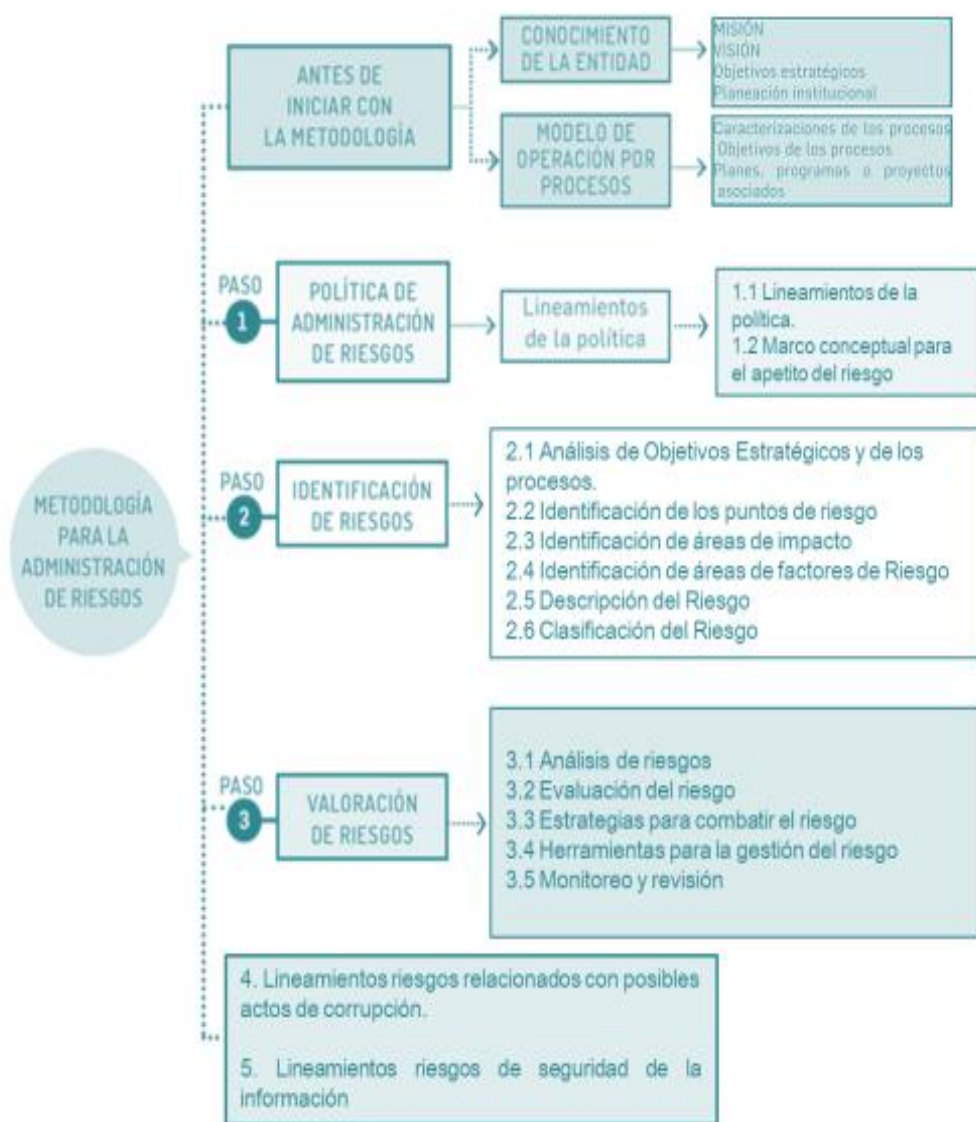 METODOLOGÍA
PARA LA
ADMINISTRACIÓN
DE RIESGOS
ANTES DE
INICIAR CON
LA METODOLOGÍA
CONOCIMIENTO
DE LA ENTIDAD
MISIÓN
VISIÓN
Objetivos estratégicos
Planeación institucional
MODELO DE
OPERACIÓN POR
PROCESOS
Caracterizaciones de los procesos
Objetivos de los procesos
Planes, programas o proyectos
asociados
PASO
1
POLÍTICA DE
ADMINISTRACIÓN
DE RIESGOS
Lineamientos
de la política
1.1 Lineamientos de la
política.
1.2 Marco conceptual para
el apetito del riesgo
PASO
2
IDENTIFICACIÓN
DE RIESGOS
2.1 Análisis de Objetivos Estratégicos y de los
procesos.
2.2 Identificación de los puntos de riesgo
2.3 Identificación de áreas de impacto
2.4 Identificación de áreas de factores de Riesgo
2.5 Descripción del Riesgo
2.6 Clasificación del Riesgo
PASO
3
VALORACIÓN
DE RIESGOS
3.1 Análisis de riesgos
3.2 Evaluación del riesgo
3.3 Estrategias para combatir el riesgo
3.4 Herramientas para la gestión del riesgo
3.5 Monitoreo y revisión
4. Lineamientos riesgos relacionados con posibles
actos de corrupción.
5. Lineamientos riesgos de seguridad de la
información